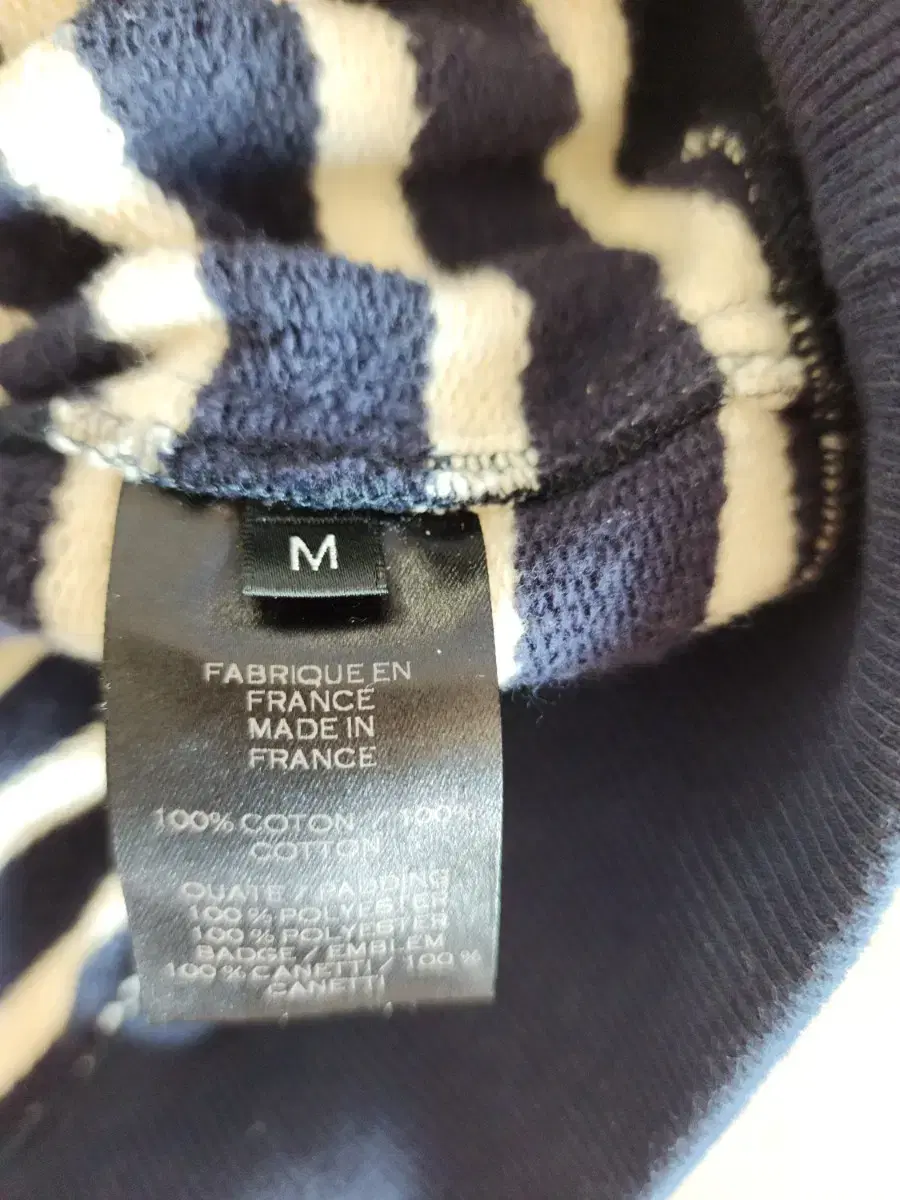 M
FABRIQUE EN
FRANCE
MADE IN
FRANCE
100% COTON / 100%
COTTON
OUATE / PADDING
100 % POLYESTER
100 % POLYESTER
BADGE / EMBLEM
100 % CANETTI / 100 %
CANETTI